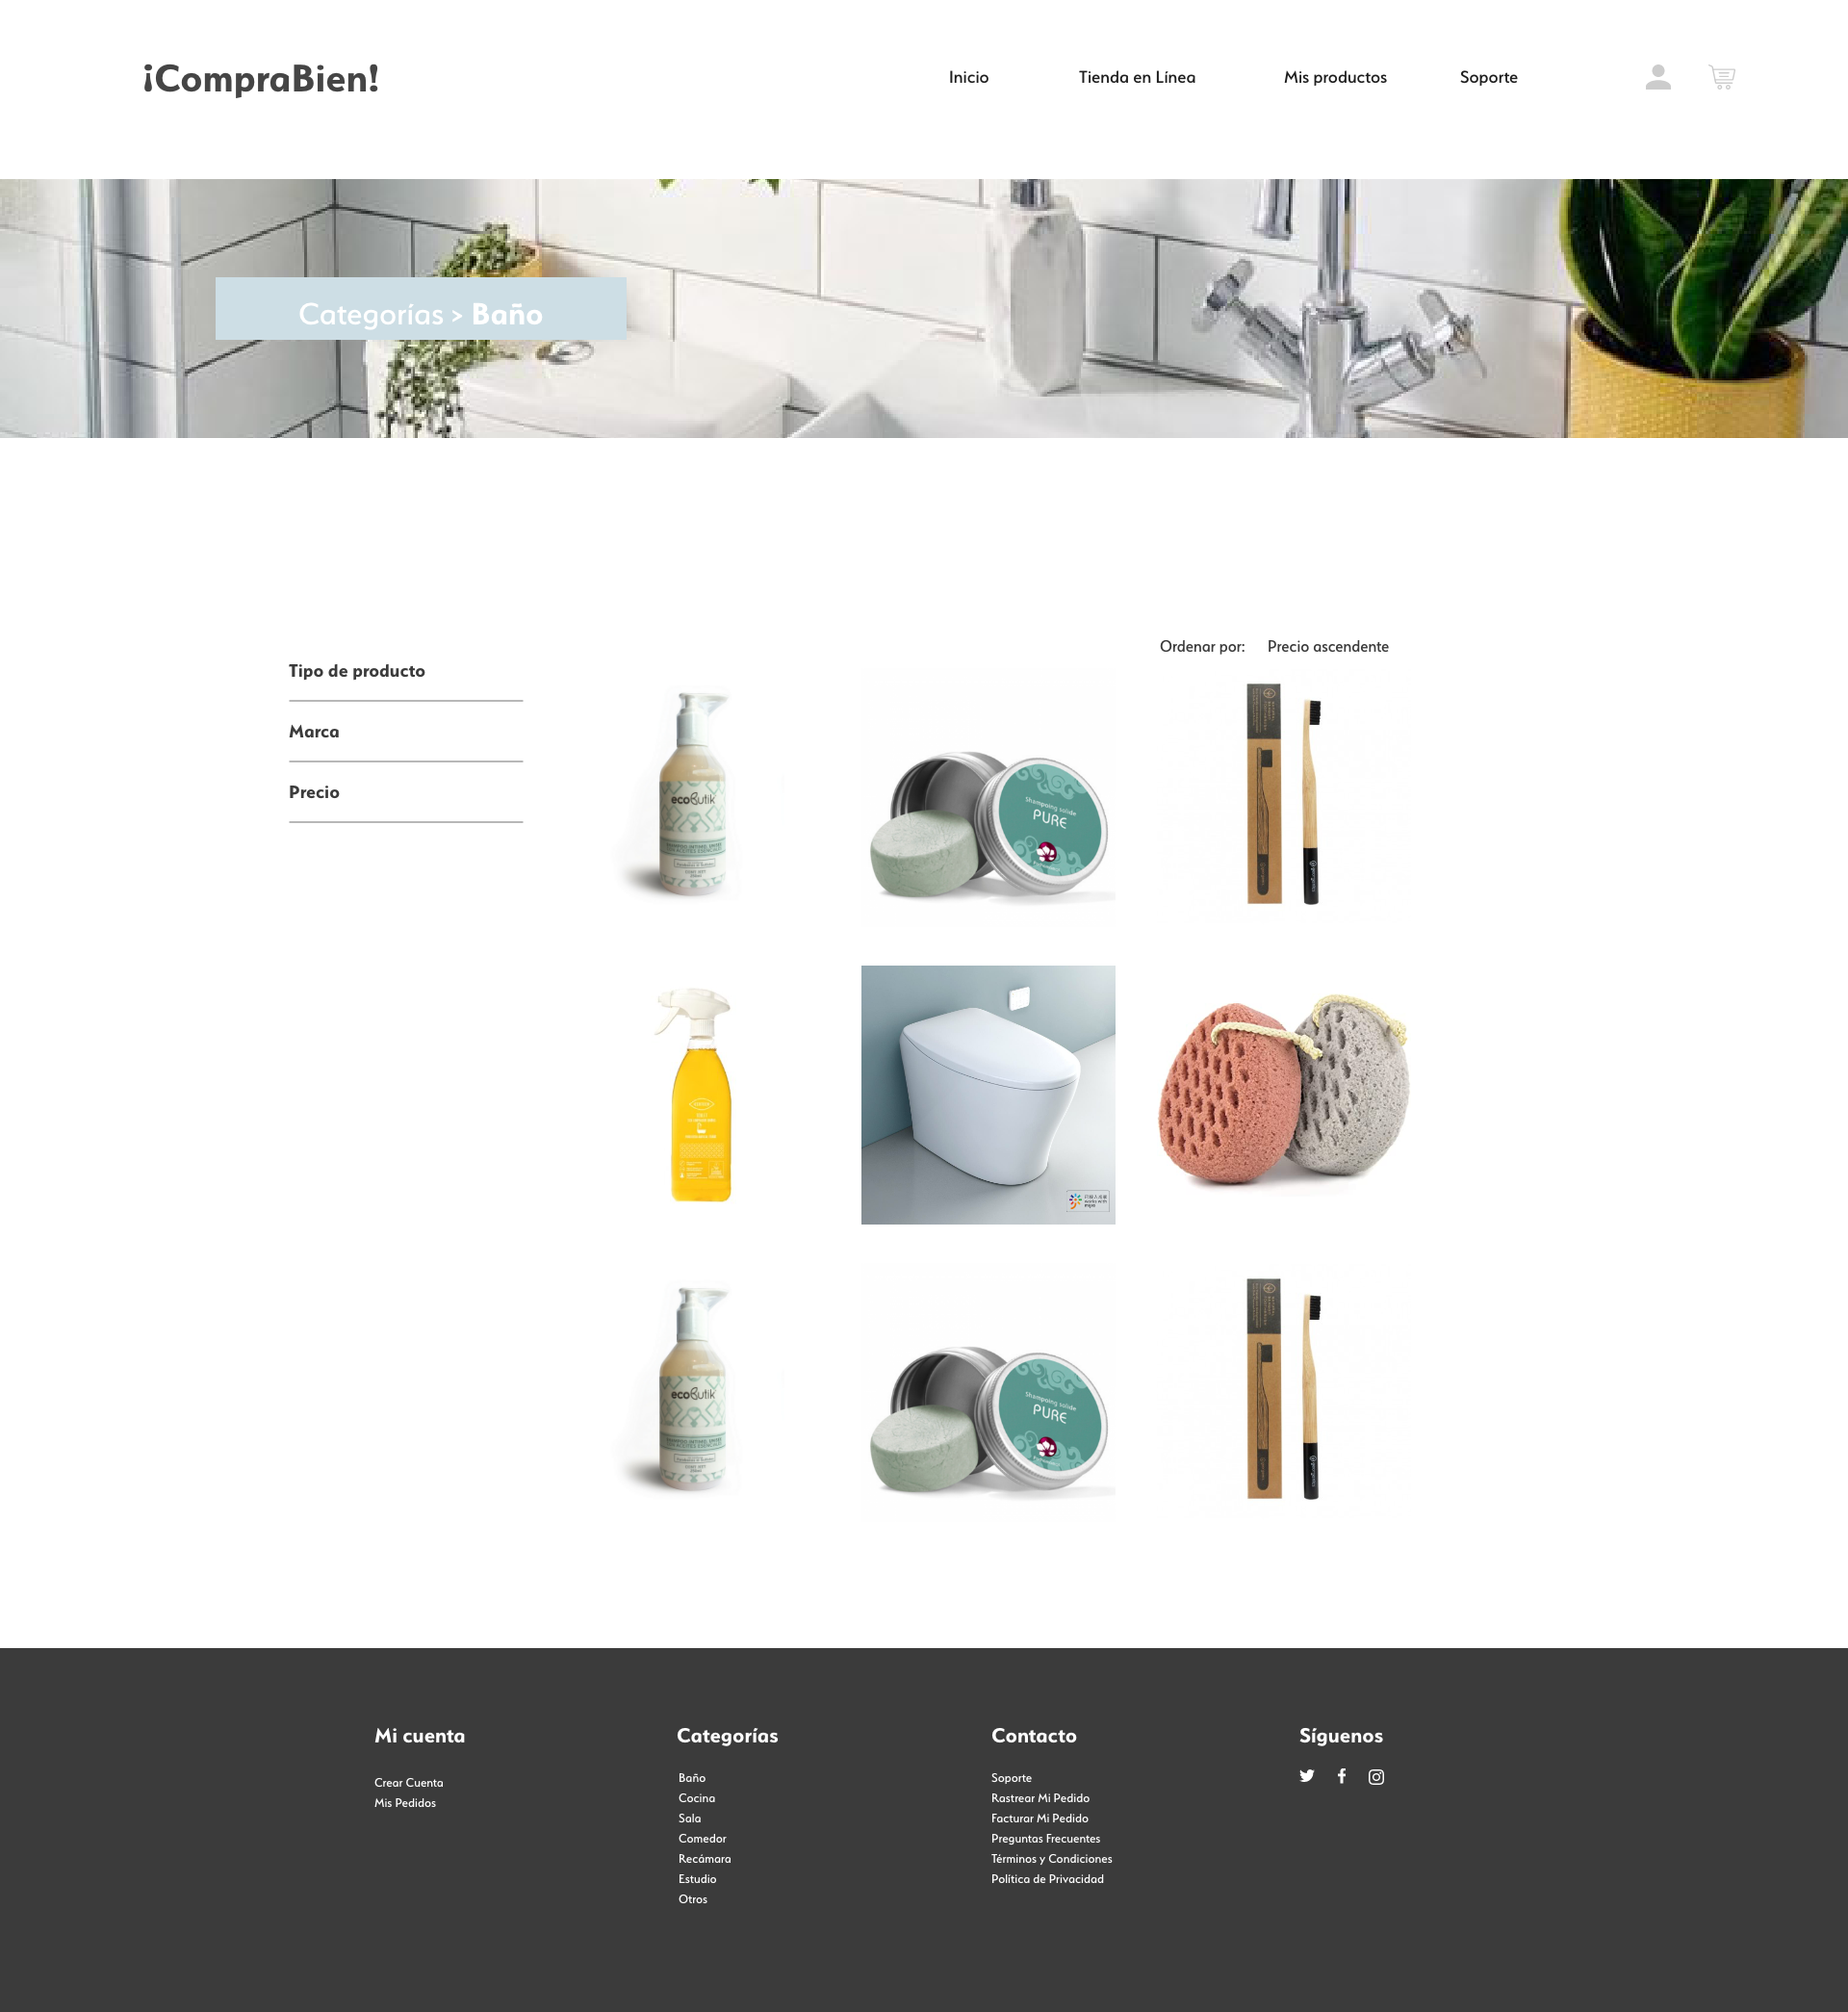 ¡CompraBien!
Inicio
Tienda en Línea
Mis productos
Soporte
Categorías > Baño
Ordenar por:
Precio ascendente
Tipo de producto
Marca
Precio
ecoButik
Shampoing solide
PURE
ecoButik
Shampoing solide
PURE
Mi cuenta
Crear Cuenta
Mis Pedidos
Categorías
Baño
Cocina
Sala
Comedor
Recámara
Estudio
Otros
Contacto
Soporte
Rastrear Mi Pedido
Facturar Mi Pedido
Preguntas Frecuentes
Términos y Condiciones
Política de Privacidad
Síguenos